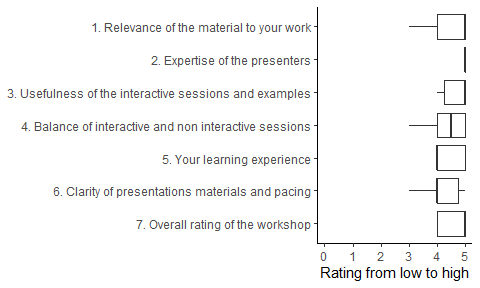 1. Relevance of the material to your work
2. Expertise of the presenters
3. Usefulness of the interactive sessions and examples
4. Balance of interactive and non interactive sessions
5. Your learning experience
6. Clarity of presentations materials and pacing
7. Overall rating of the workshop
0 1 2 3 4 5
Rating from low to high